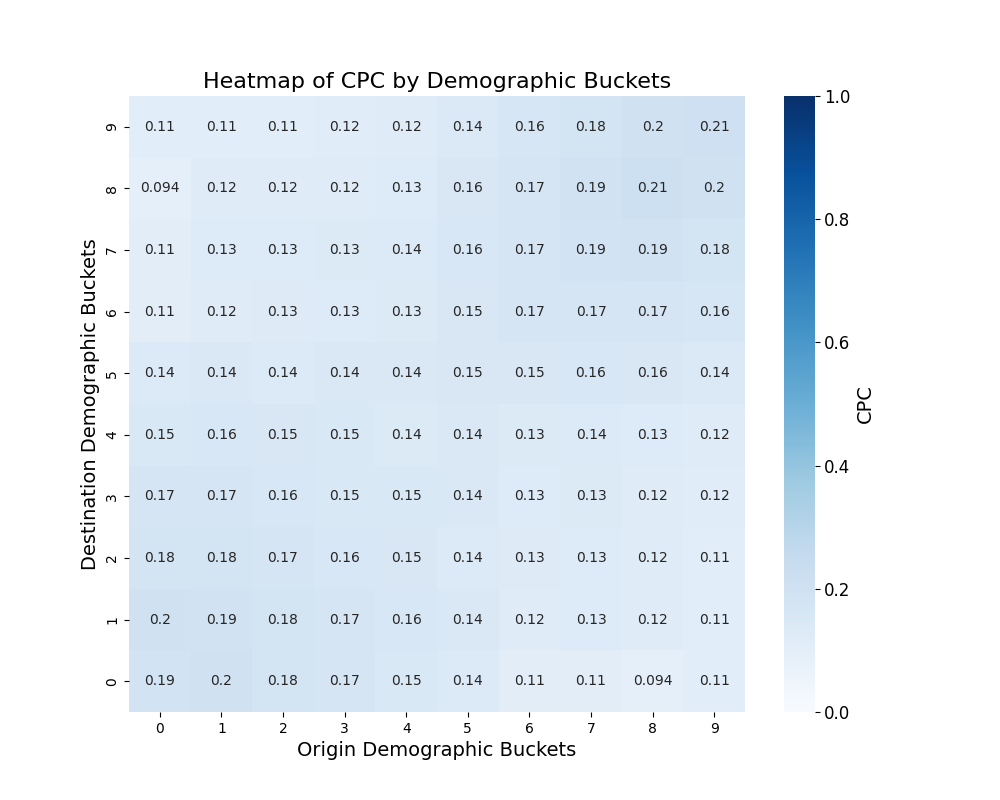 Heatmap of CPC by Demographic Buckets
9 0.11 0.11 0.11 0.12 0.12 0.14 0.16 0.18 0.2 0.21
8 0.094 0.12 0.12 0.12 0.13 0.16 0.17 0.19 0.21 0.2
7 0.11 0.13 0.13 0.13 0.14 0.16 0.17 0.19 0.19 0.18
6 0.11 0.12 0.13 0.13 0.13 0.15 0.17 0.17 0.17 0.16
5 0.14 0.14 0.14 0.14 0.14 0.15 0.15 0.16 0.16 0.14
4 0.15 0.16 0.15 0.15 0.14 0.14 0.13 0.14 0.13 0.12
3 0.17 0.17 0.16 0.15 0.15 0.14 0.13 0.13 0.12 0.12
2 0.18 0.18 0.17 0.16 0.15 0.14 0.13 0.13 0.12 0.11
1 0.2 0.19 0.18 0.17 0.16 0.14 0.12 0.13 0.12 0.11
0 0.19 0.2 0.18 0.17 0.15 0.14 0.11 0.11 0.094 0.11
0 1 2 3 4 5 6 7 8 9
Origin Demographic Buckets
Destination Demographic Buckets
1.0
0.8
0.6
0.4
0.2
0.0
CPC